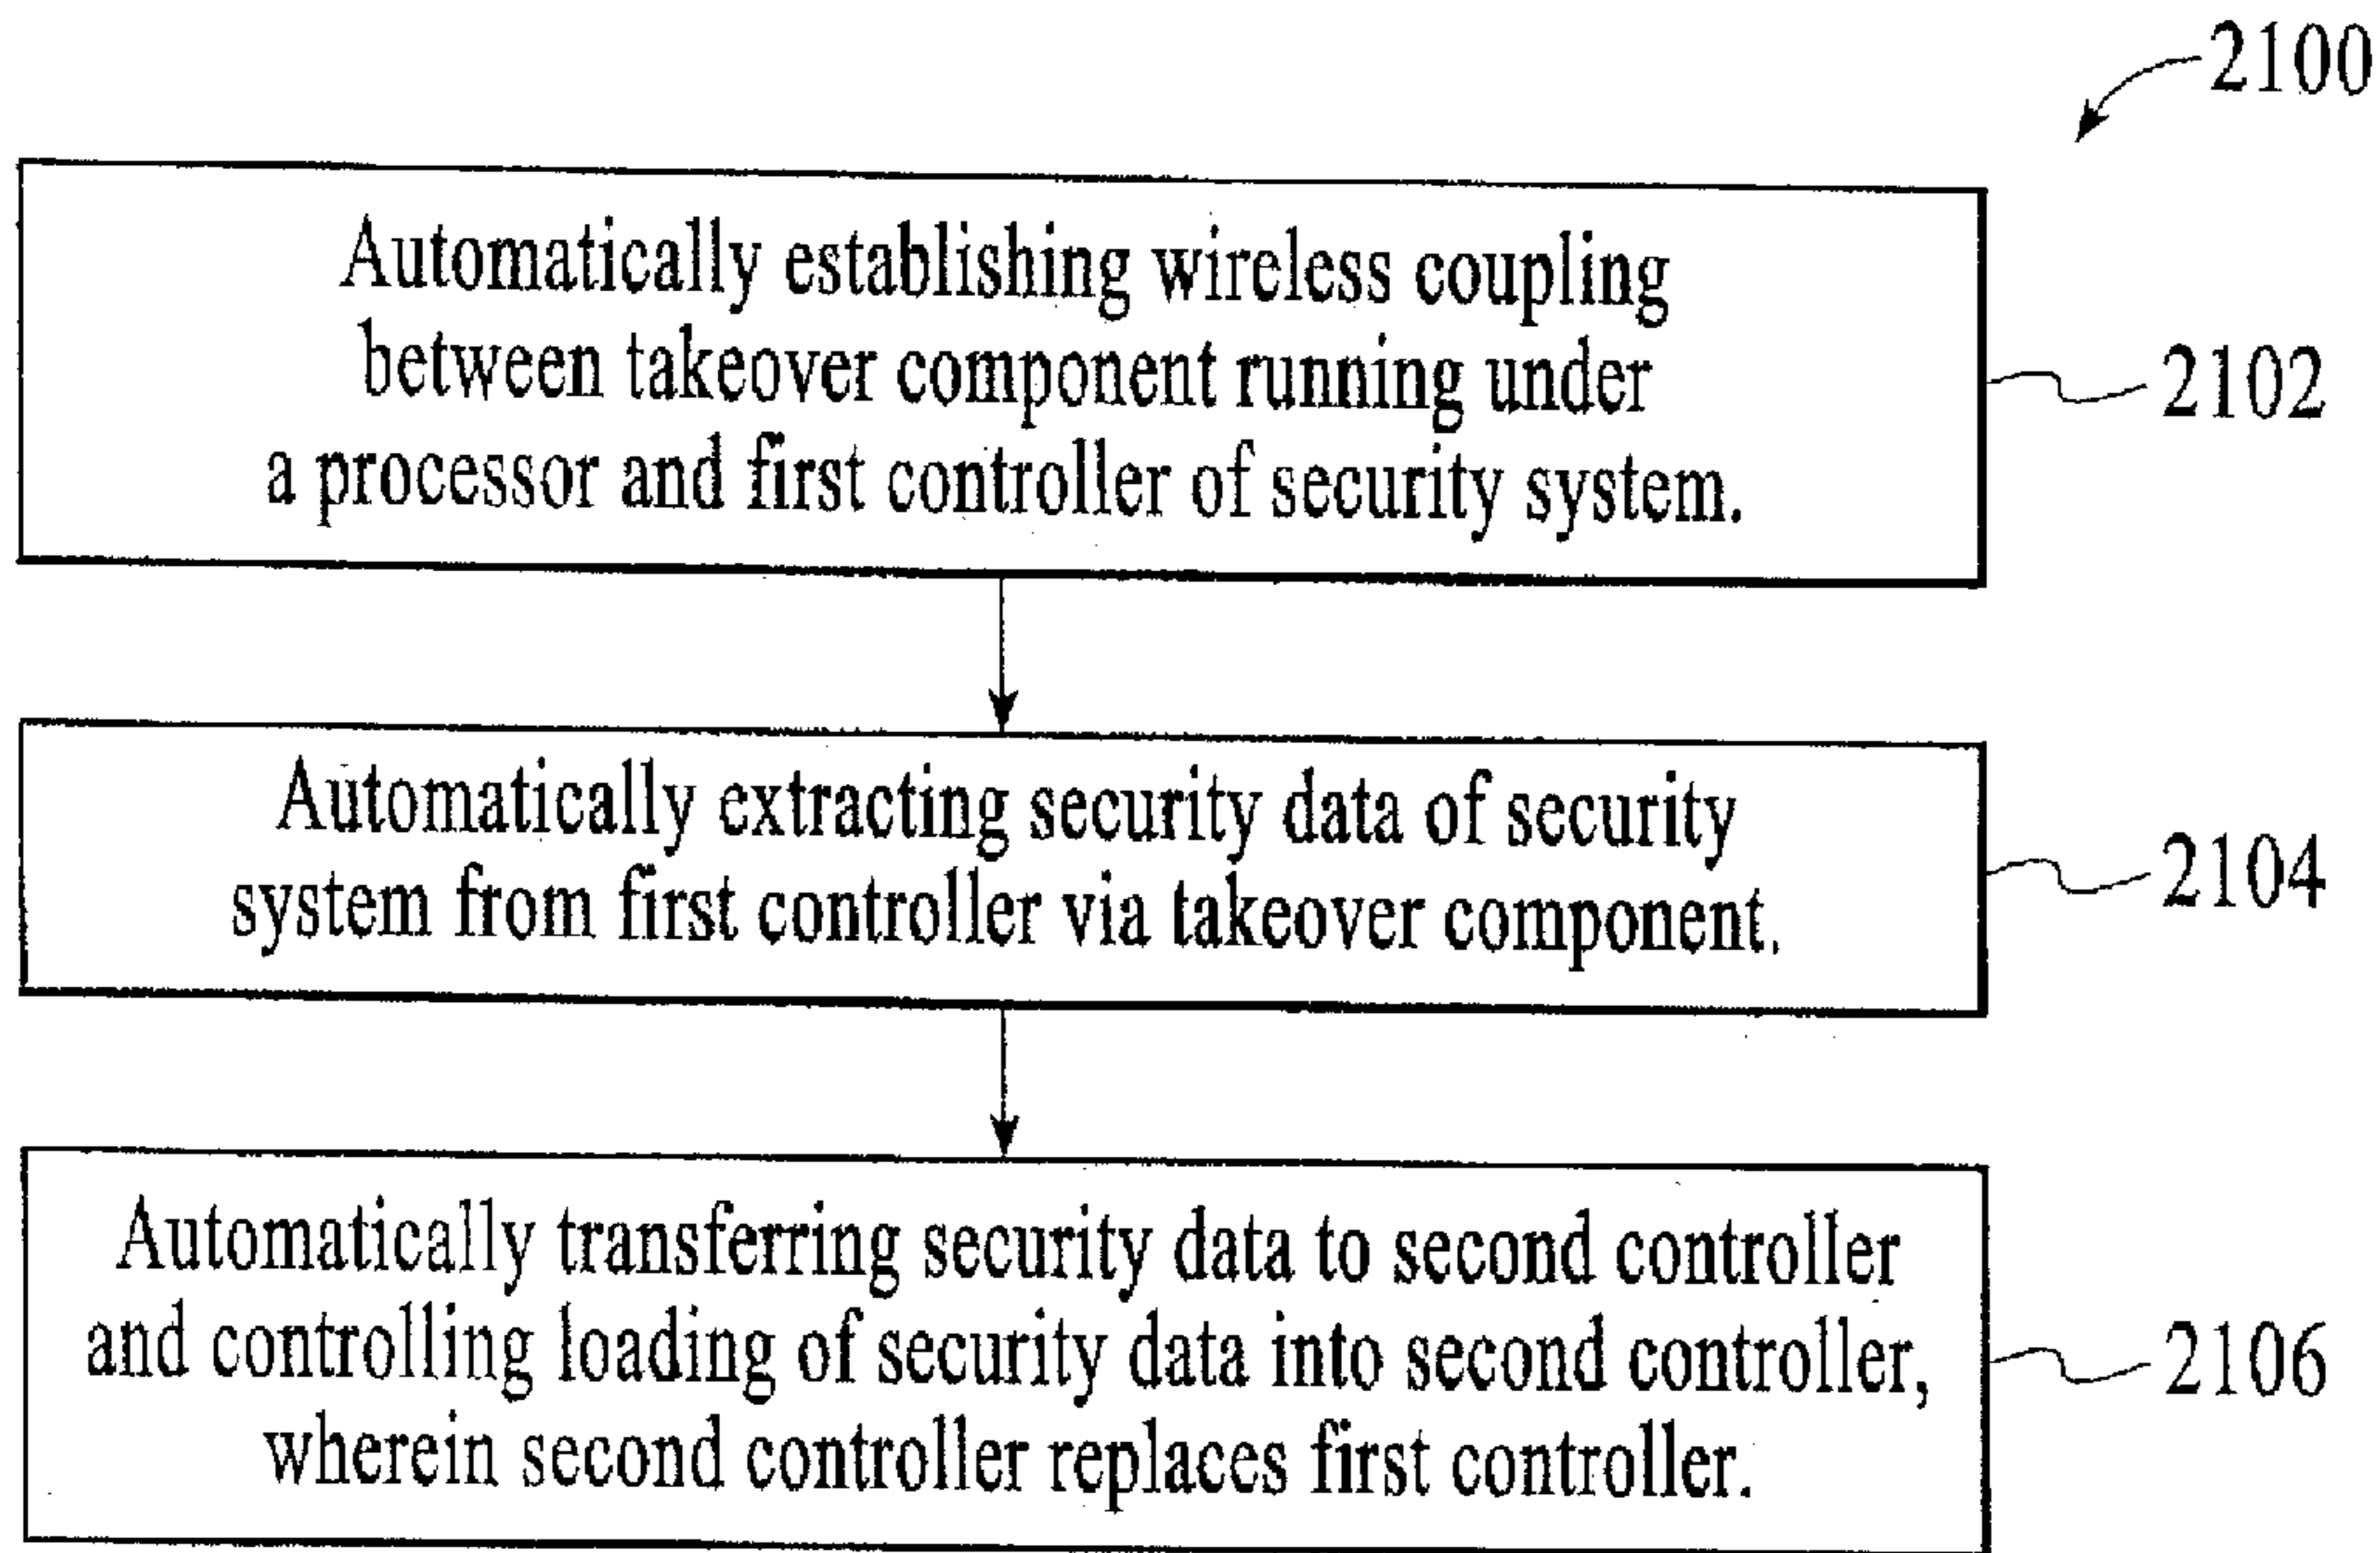 2100
Automatically establishing wireless coupling
between takeover component running under
a processor and first controller of security system.
2102
Automatically extracting security data of security
system from first controller via takeover component.
2104
Automatically transferring security data to second controller
and controlling loading of security data into second controller,
wherein second controller replaces first controller.
2106